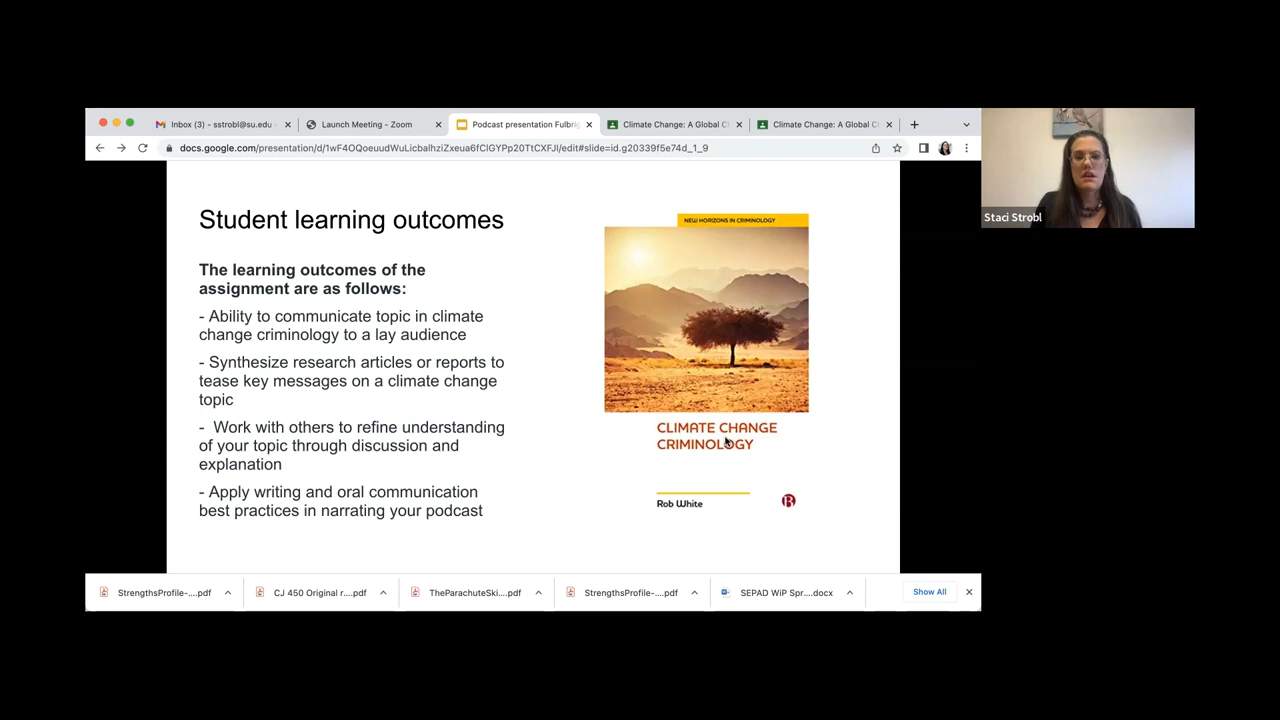 Inbox (3) - sstrobl@su.edu
Launch Meeting - Zoom
Podcast presentation Fulbri
Climate Change: A Global C
Climate Change: A Global C
docs.google.com/presentation/d/1wF4OQoeuudWuLicbalhziZxeua6fClGYPp20TtCXFJI/edit#slide=id.g20339f5e74d_1_9
Staci Strobl
Student learning outcomes
The learning outcomes of the
assignment are as follows:
- Ability to communicate topic in climate
change criminology to a lay audience
- Synthesize research articles or reports to
tease key messages on a climate change
topic
- Work with others to refine understanding
of your topic through discussion and
explanation
- Apply writing and oral communication
best practices in narrating your podcast
NEW HORIZONS IN CRIMINOLOGY
CLIMATE CHANGE
CRIMINOLOGY
Rob White
StrengthsProfile-....pdf
CJ 450 Original r....pdf
TheParachuteSki....pdf
StrengthsProfile-....pdf
SEPAD WiP Spr....docx
Show All